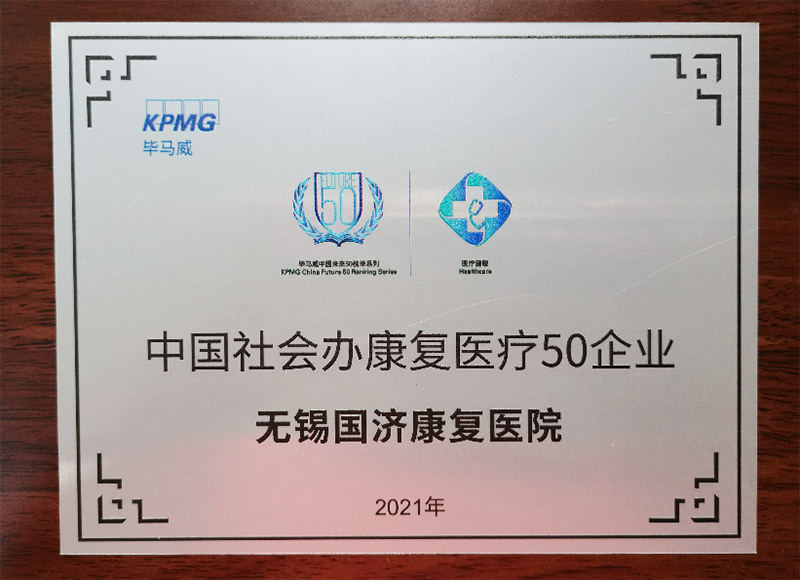 KPMG
毕马威
FUTURE
50
毕马威中国未来50榜单系列
KPMG China Future 50 Ranking Series
医疗健康
Healthcare
中国社会办康复医疗50企业
无锡国济康复医院
2021年